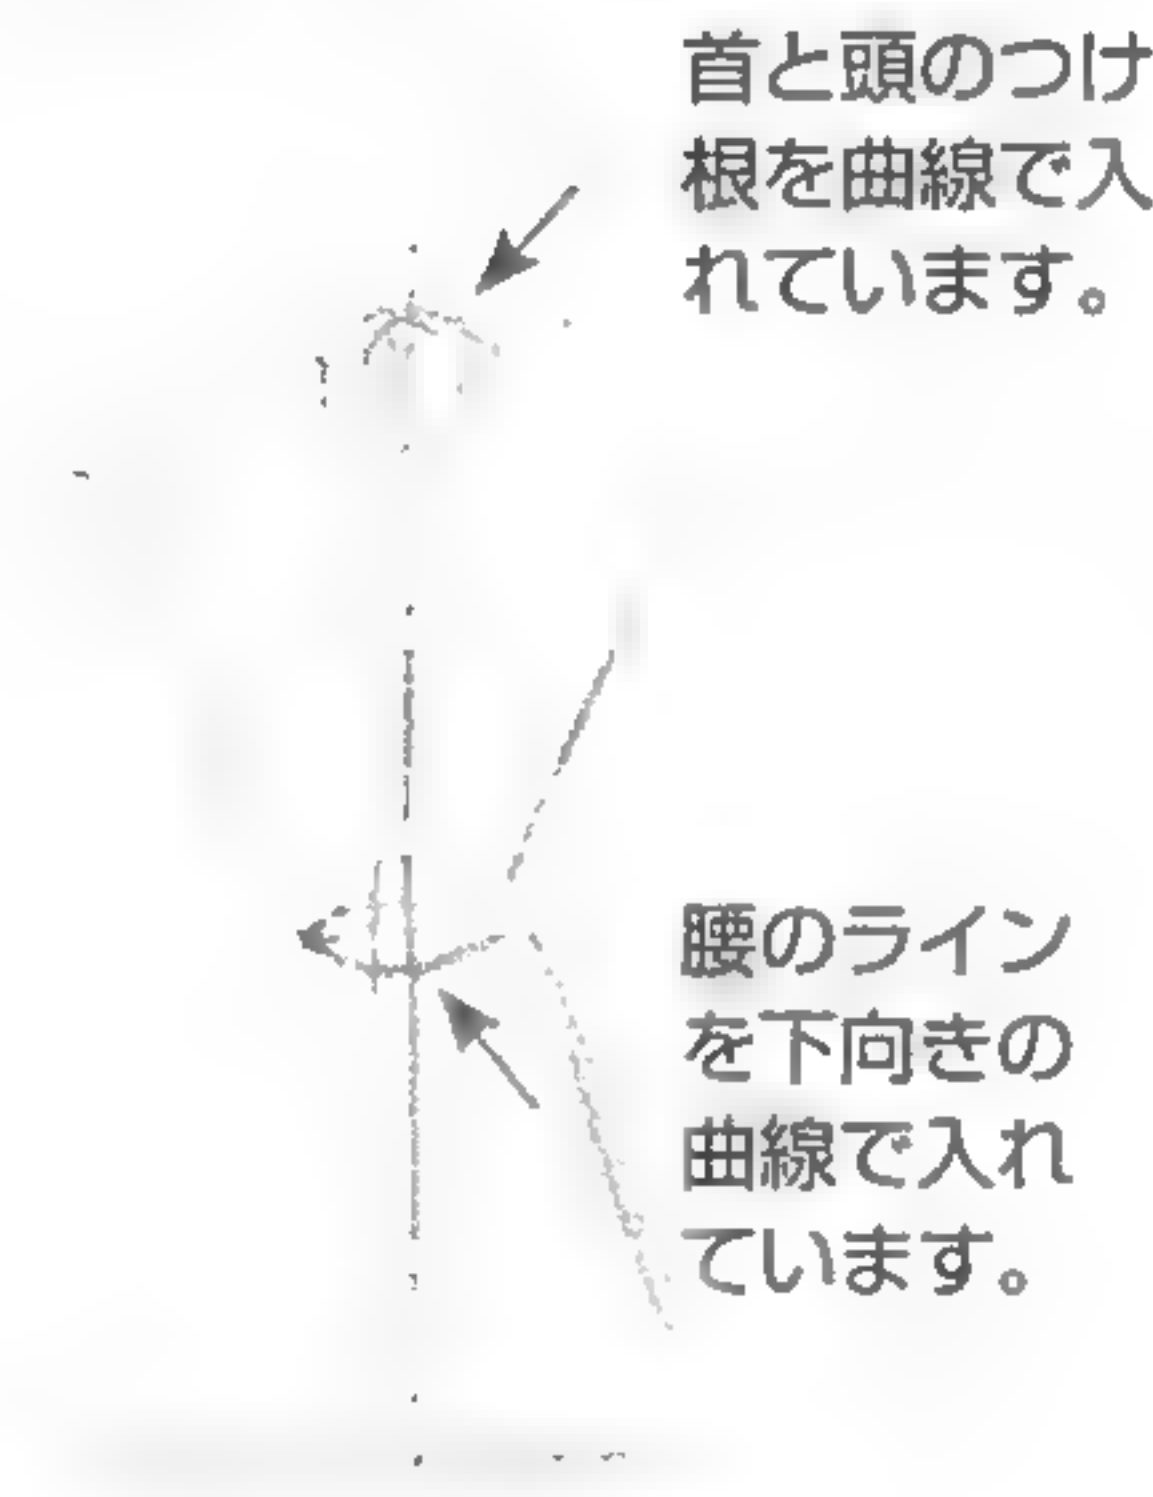 首と頭のつけ
根を曲線で入
れています。
腰のライン
を下向きの
曲線で入れ
ています。